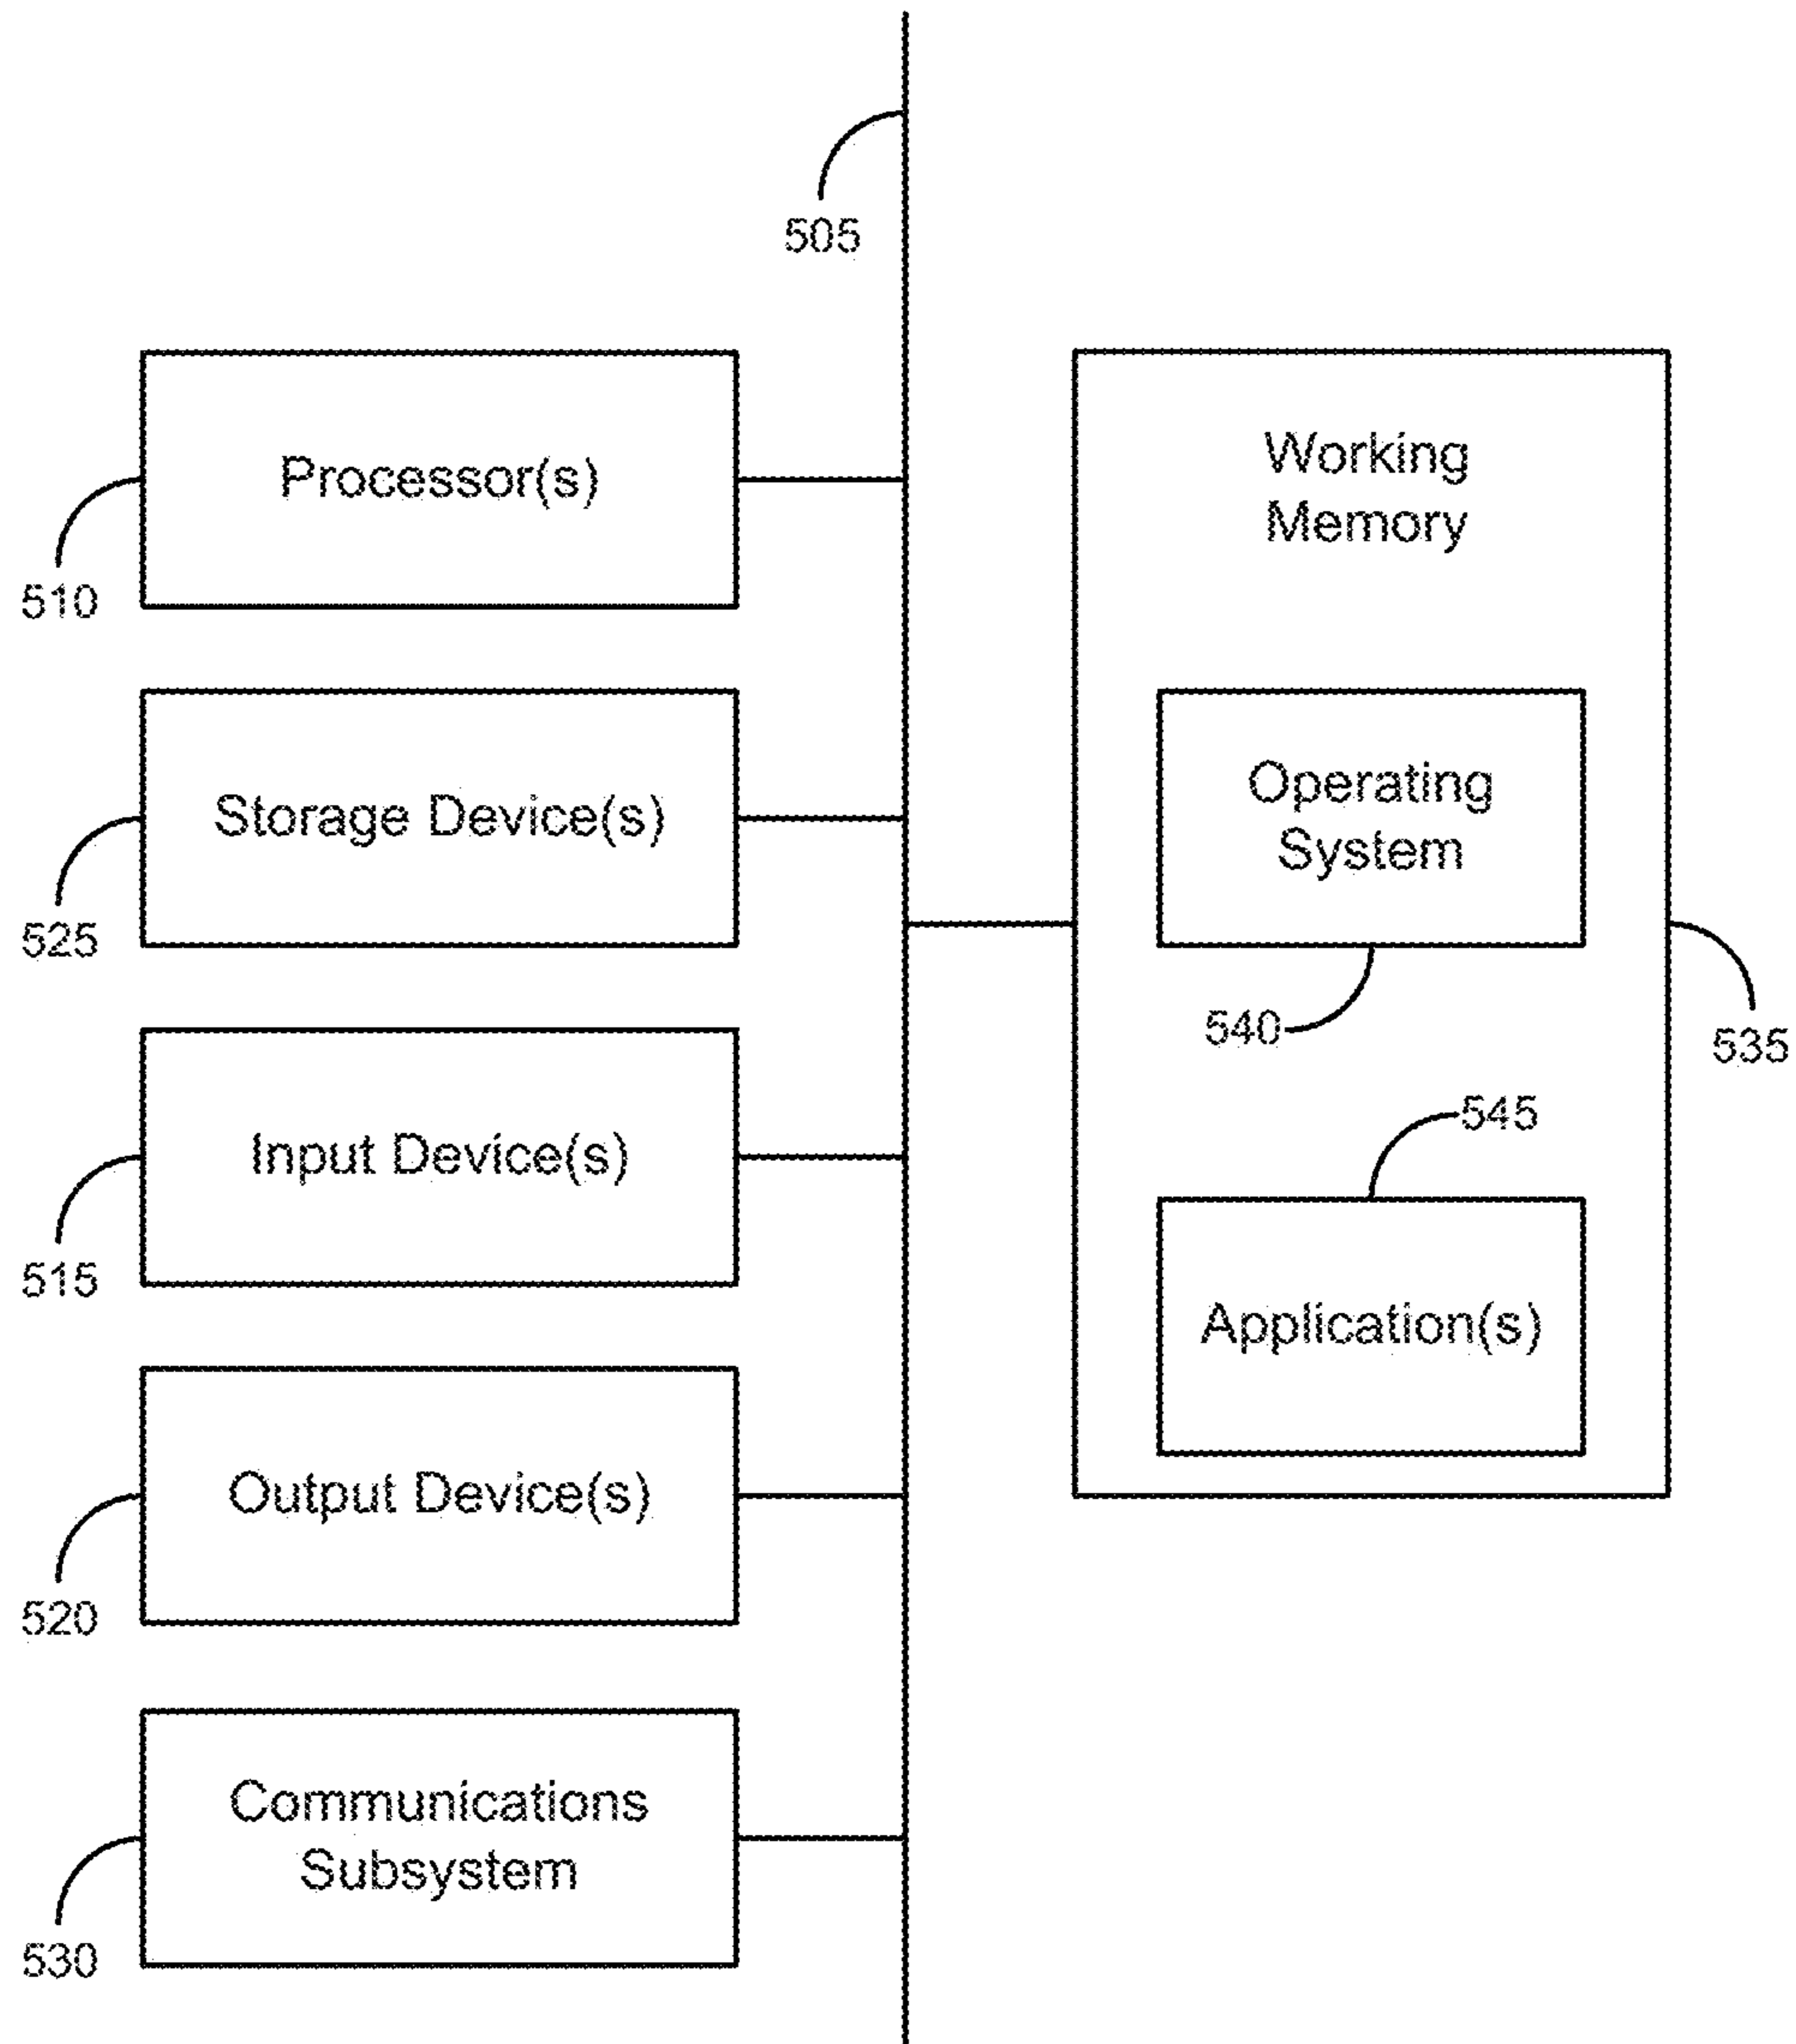 505
Processor(s)
510
Storage Device(s)
525
Input Device(s)
515
Output Device(s)
520
Communications
Subsystem
530
Working
Memory
Operating
System
540
535
545
Application(s)